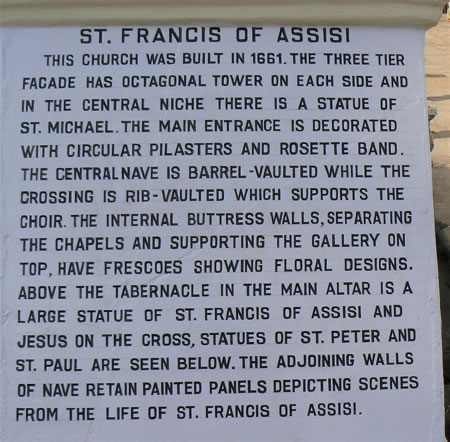 ST. FRANCIS OF ASSISI
THIS CHURCH WAS BUILT IN 1661. THE THREE TIER
FACADE HAS OCTAGONAL TOWER ON EACH SIDE AND
IN THE CENTRAL NICHE THERE IS A STATUE OF
ST. MICHAEL. THE MAIN ENTRANCE IS DECORATED
WITH CIRCULAR PILASTERS AND ROSETTE BAND.
THE CENTRAL NAVE IS BARREL-VAULTED WHILE THE
CROSSING IS RIB-VAULTED WHICH SUPPORTS THE
CHOIR. THE INTERNAL BUTTRESS WALLS, SEPARATING
THE CHAPELS AND SUPPORTING THE GALLERY ON
TOP, HAVE FRESCOES SHOWING FLORAL DESIGNS.
ABOVE THE TABERNACLE IN THE MAIN ALTAR IS A
LARGE STATUE OF ST. FRANCIS OF ASSISI AND
JESUS ON THE CROSS, STATUES OF ST. PETER AND
ST. PAUL ARE SEEN BELOW. THE ADJOINING WALLS
OF NAVE RETAIN PAINTED PANELS DEPICTING SCENES
FROM THE LIFE OF ST. FRANCIS OF ASSISI.